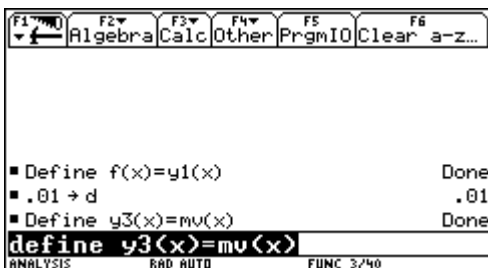 F1 F2 F3 F4 F5 F6
Algebra Calc Other PrgmIO Clear a-z…
▪ Define f(x)=y1(x) Done
▪ .01 → d .01
▪ Define y3(x)=mv(x) Done
define y3(x)=mv(x)
ANALYSIS RAD AUTO FUNC 3/40